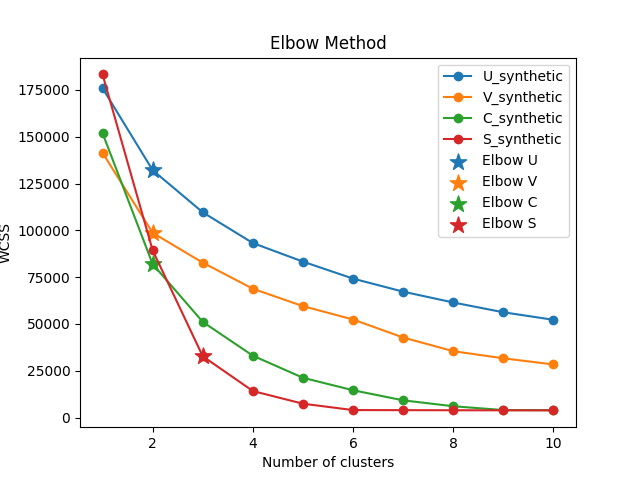 Elbow Method
175000
150000
125000
100000
75000
50000
25000
0
WCSS
2
4
6
8
10
Number of clusters
U_synthetic
V_synthetic
C_synthetic
S_synthetic
Elbow U
Elbow V
Elbow C
Elbow S